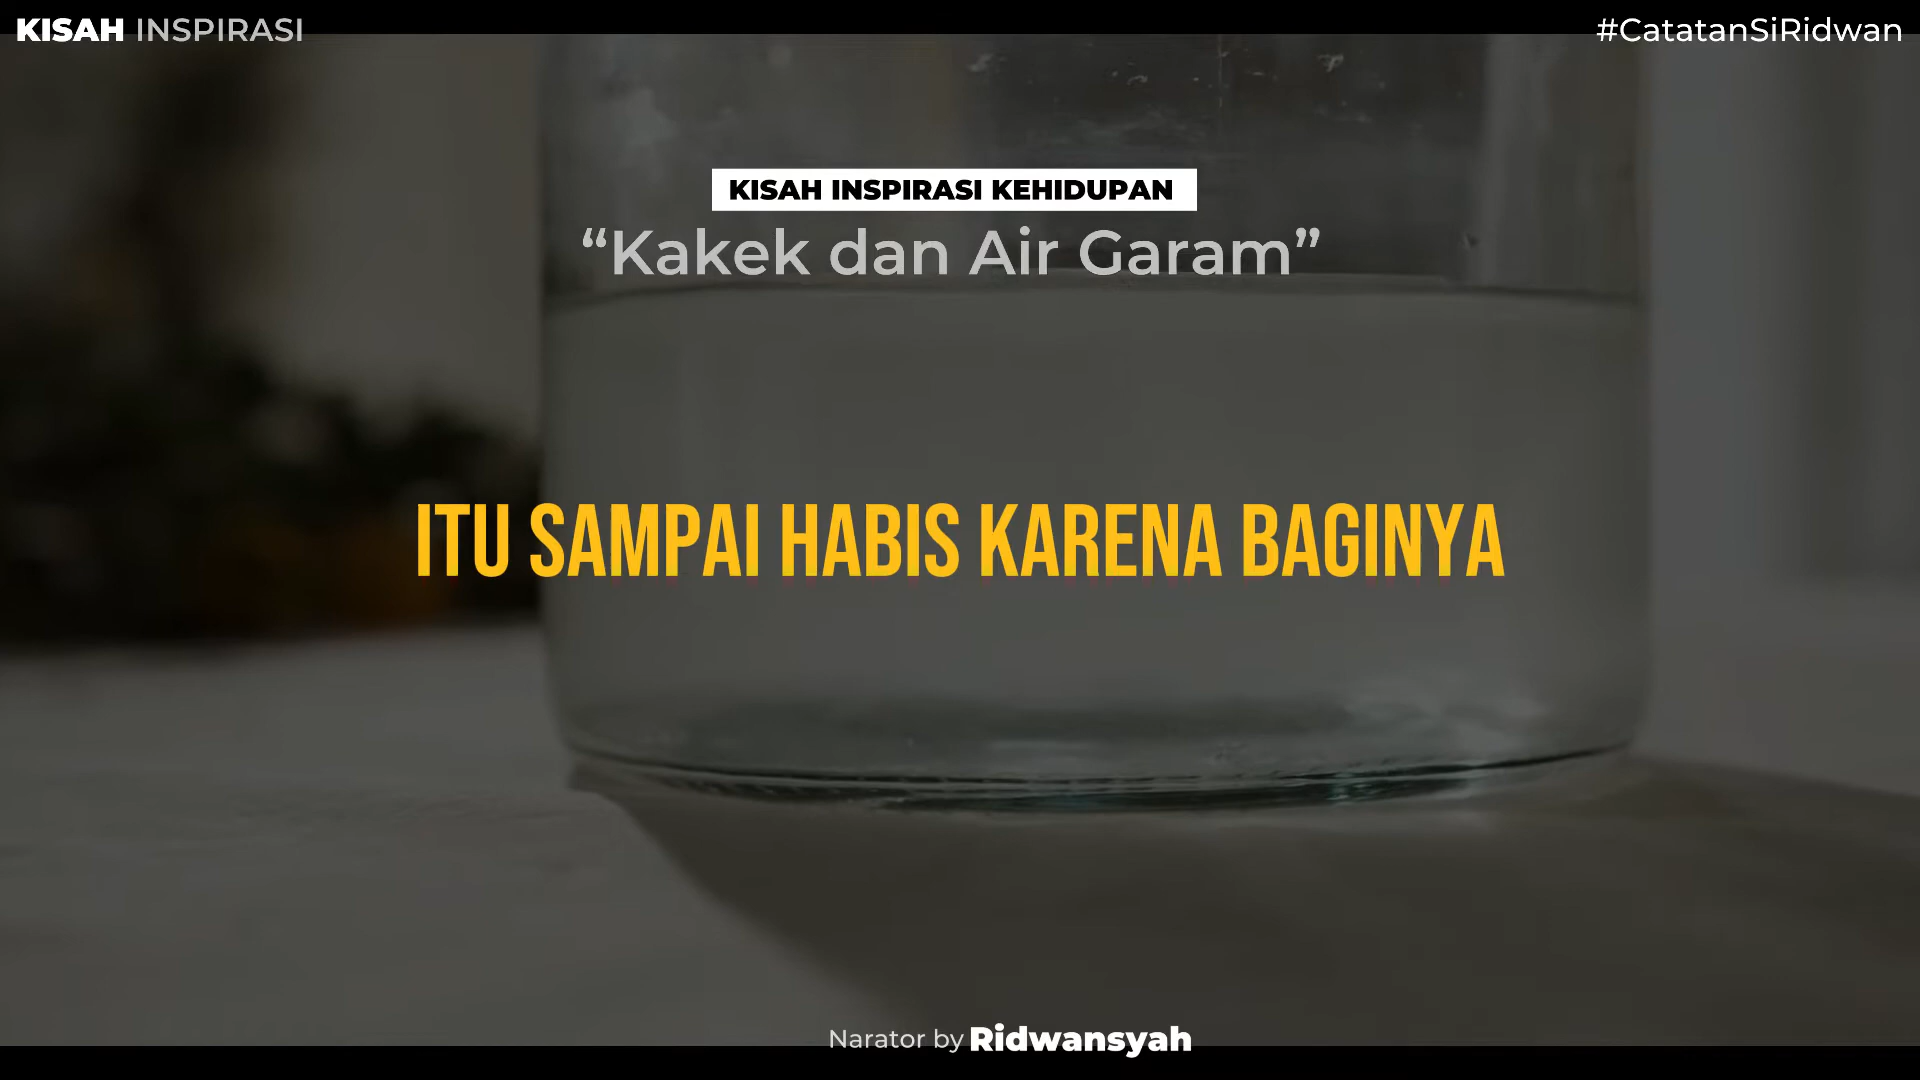 KISAH INSPIRASI
#CatatanSiRidwan
KISAH INSPIRASI KEHIDUPAN
“Kakek dan Air Garam”
ITU SAMPAI HABIS KARENA BAGINYA
Narator by Ridwansyah